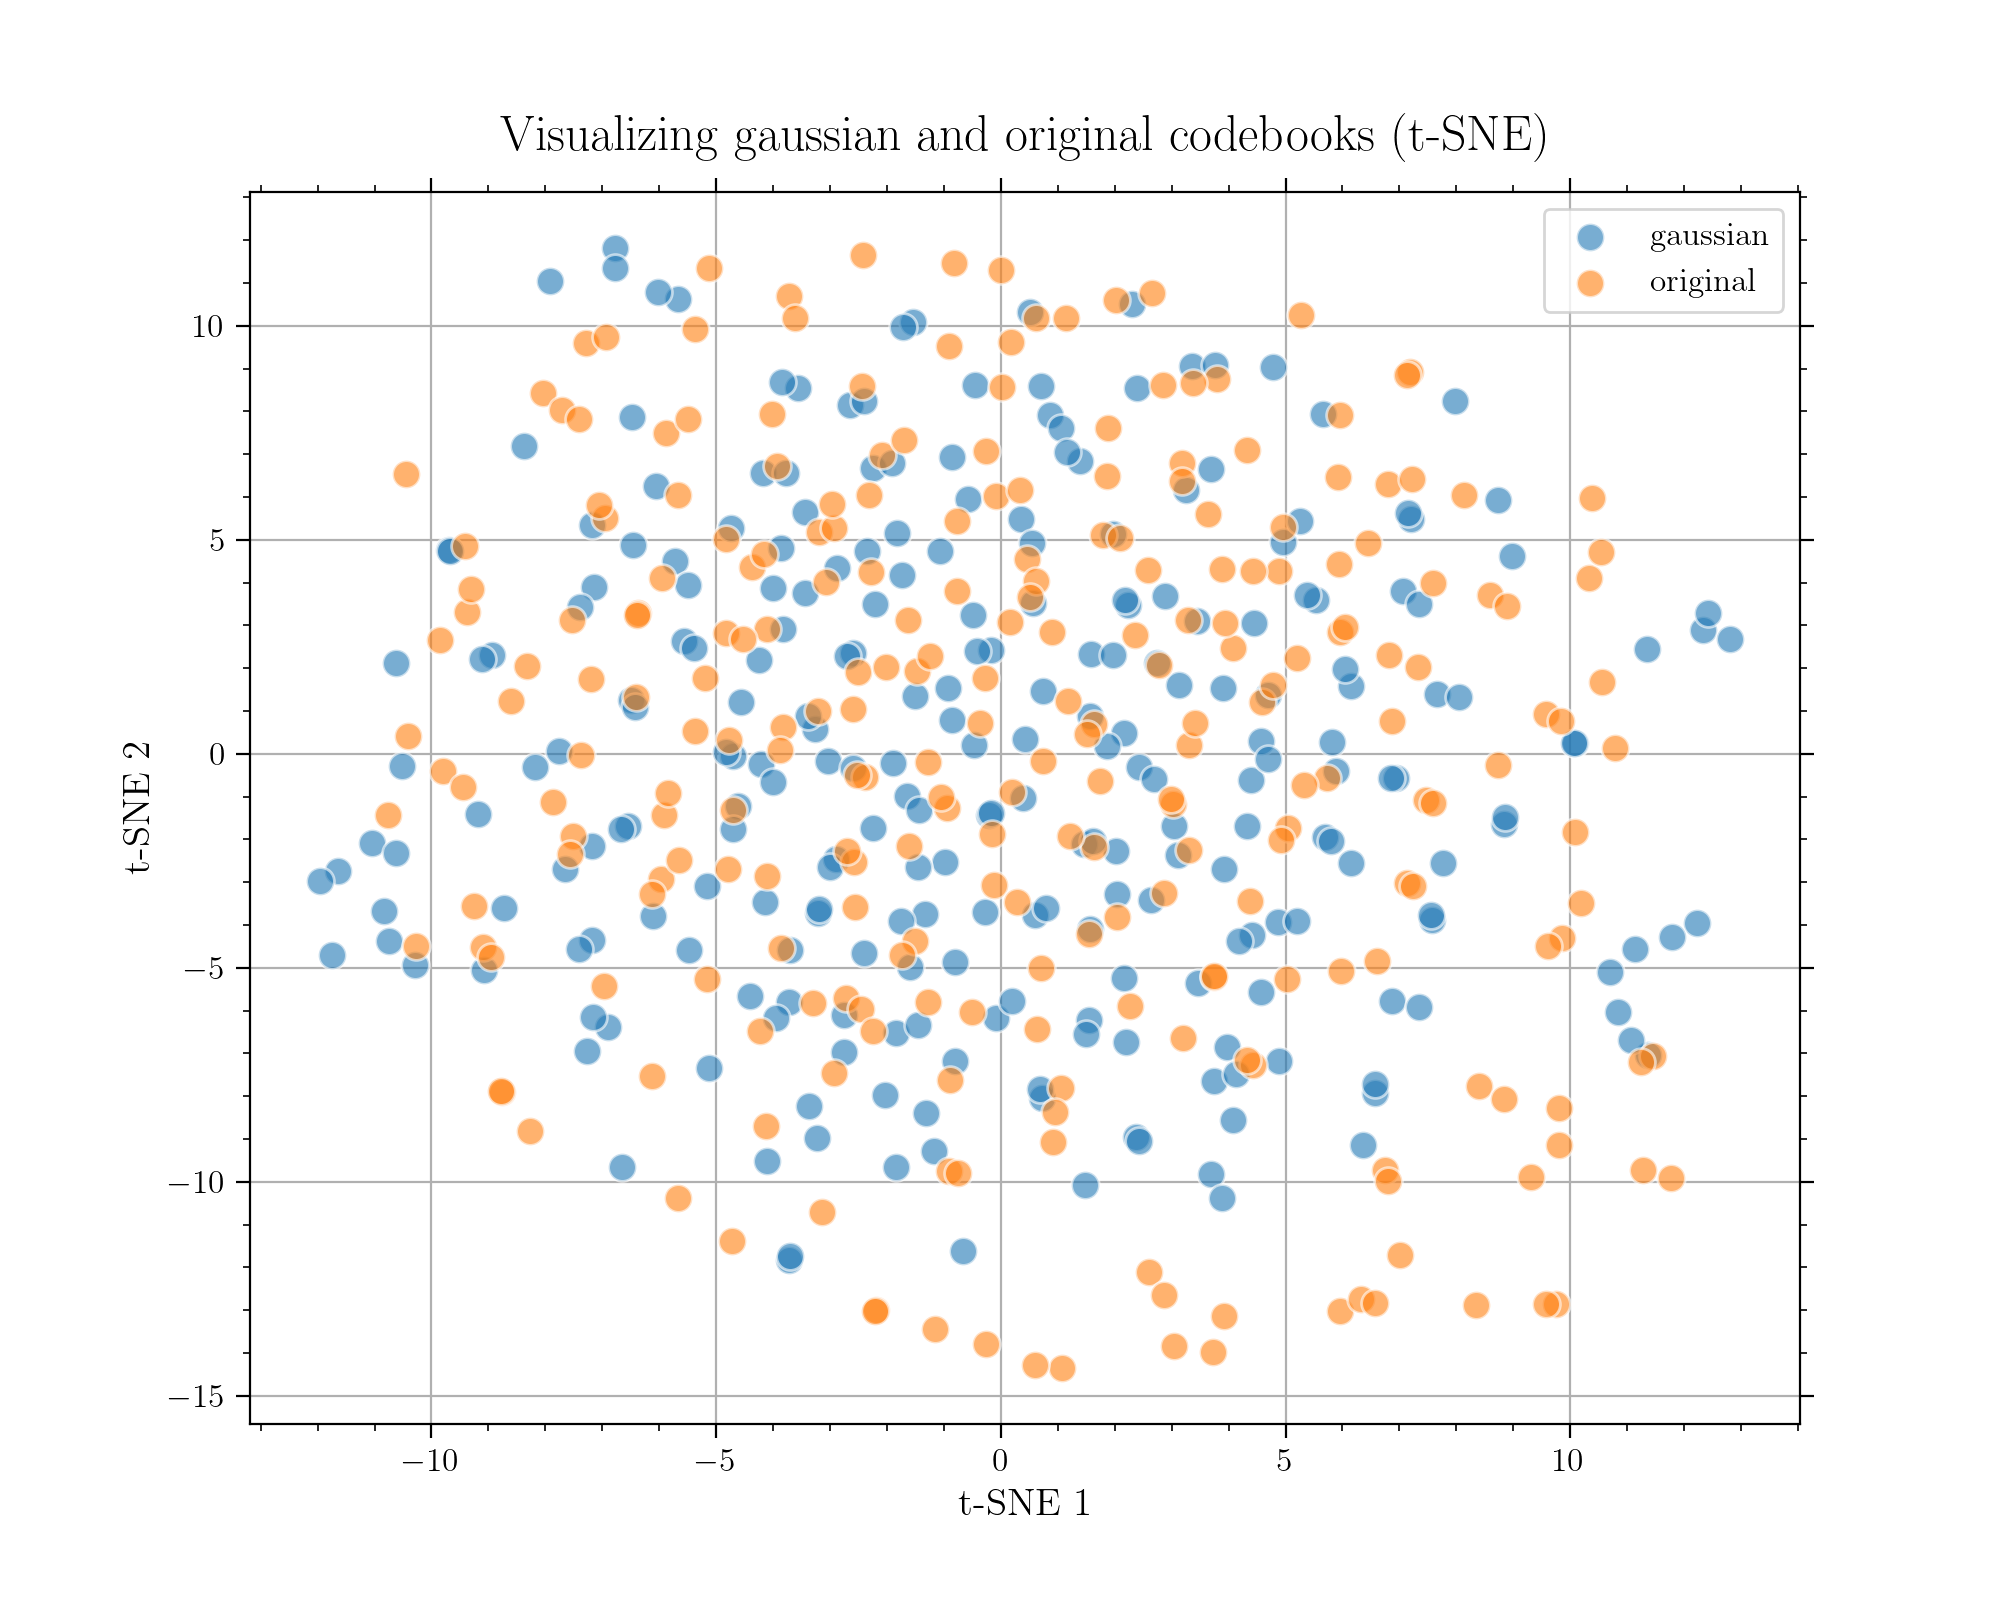 Visualizing gaussian and original codebooks (t-SNE)
gaussian
original
10
5
0
−5
−10
−15
t-SNE 2
−10
−5
0
5
10
t-SNE 1